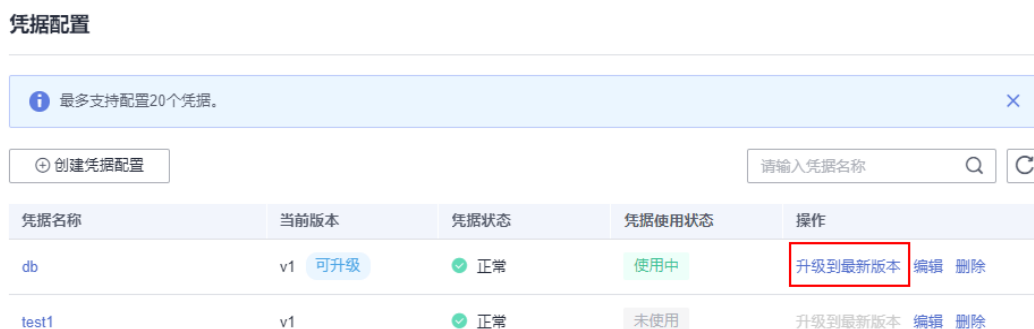 凭据配置
最多支持配置20个凭据。
创建凭据配置
请输入凭据名称
凭据名称 当前版本 凭据状态 凭据使用状态 操作
db v1 可升级 正常 使用中 升级到最新版本 编辑 删除
test1 v1 正常 未使用 升级到最新版本 编辑 删除